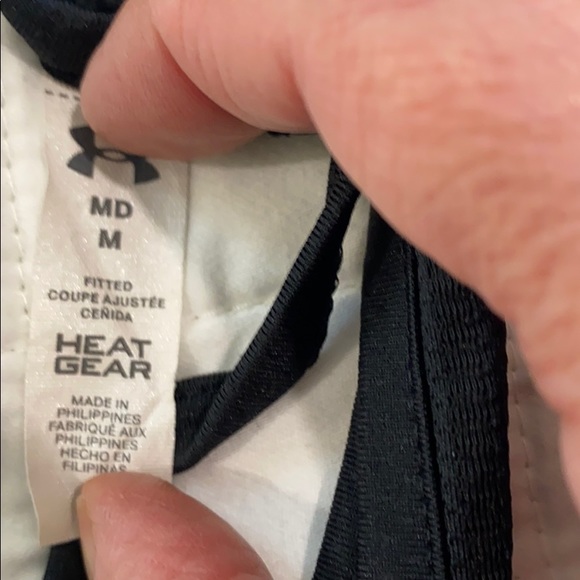 MD
M
FITTED
COUPE AJUSTÉE
CEÑIDA
HEAT
GEAR
MADE IN
PHILIPPINES
FABRIQUÉ AUX
PHILIPPINES
HECHO EN
FILIPINAS